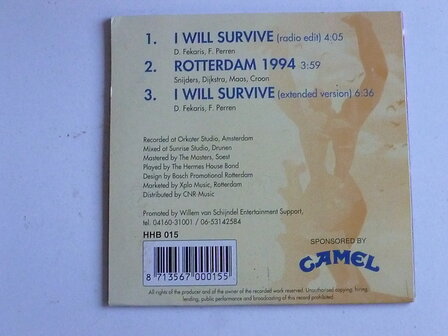 1. I WILL SURVIVE (radio edit) 4:05
D. Fekaris, F. Perren
2. ROTTERDAM 1994 3:59
Snijders, Dijkstra, Maas, Croon
3. I WILL SURVIVE (extended version) 6:36
D. Fekaris, F. Perren
Recorded at Orkater Studio, Amsterdam
Mixed at Sunrise Studio, Drunen
Mastered by The Masters, Soest
Played by The Hermes House Band
Design by Bosch Promotional Rotterdam
Marketed by Xplo Music, Rotterdam
Distributed by CNR-Music
Promoted by Willem van Schijndel Entertainment Support,
tel: 04160-31001 / 06-53142584
HHB 015
8 713567 000155
SPONSORED BY
CAMEL
All rights of the producer and of the owner of the recorded work reserved. Unauthorised copying, hiring,
lending, public performance and broadcasting of this record prohibited.